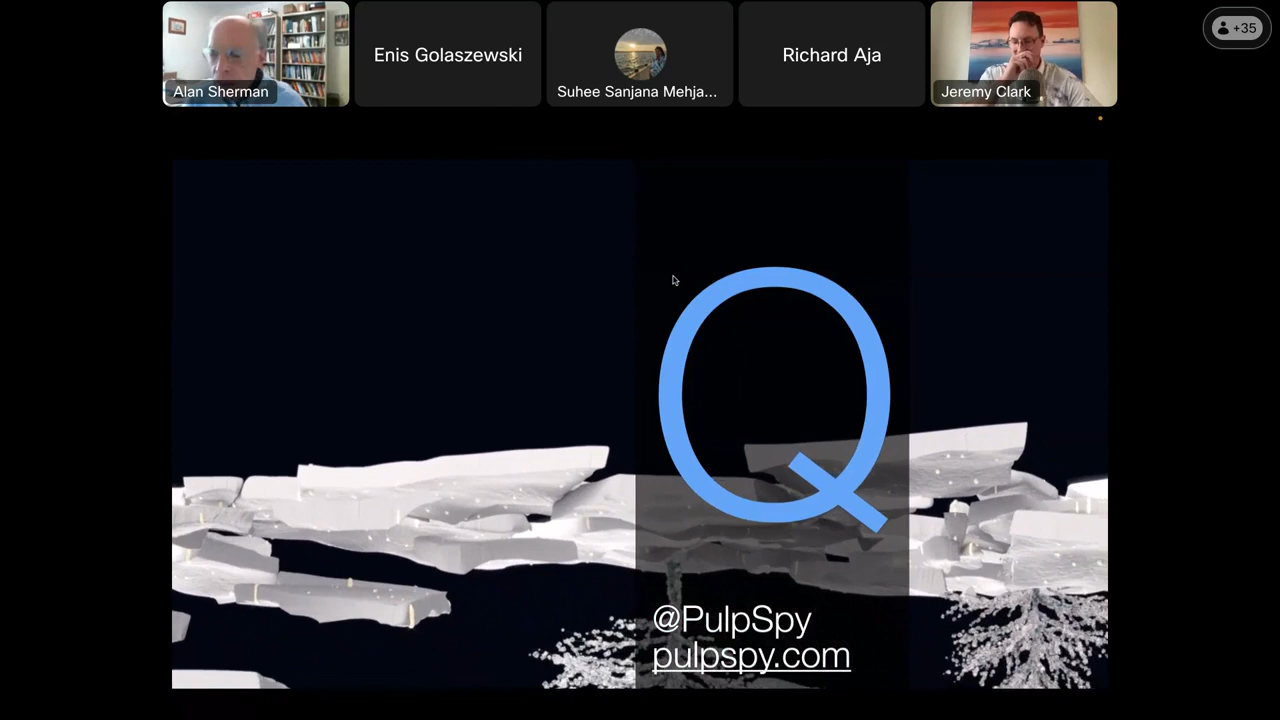 Alan Sherman
Enis Golaszewski
Suhee Sanjana Mehja...
Richard Aja
Jeremy Clark
+35
Q
@PulpSpy
pulpspy.com